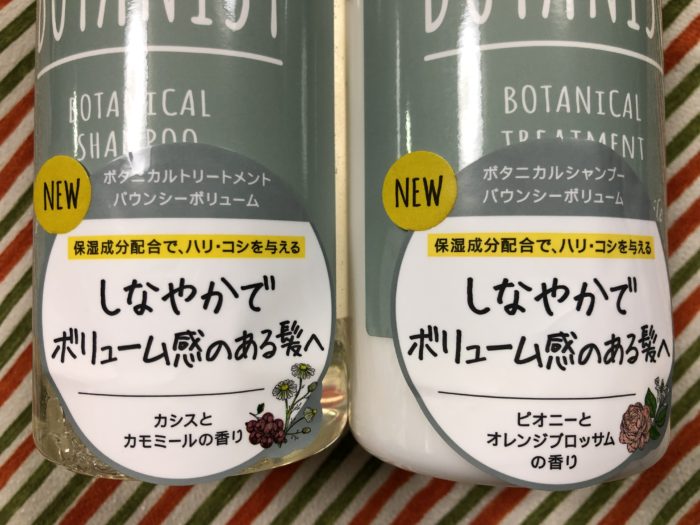 BOTANIST
BOTANICAL
SHAMPOO
NEW
ボタニカルトリートメント
バウンシーボリューム
保湿成分配合で、ハリ・コシを与える
しなやかで
ボリューム感のある髪へ
カシスと
カモミールの香り
BOTANIST
BOTANICAL
TREATMENT
NEW
ボタニカルシャンプー
バウンシーボリューム
保湿成分配合で、ハリ・コシを与える
しなやかで
ボリューム感のある髪へ
ピオニーと
オレンジブロッサム
の香り